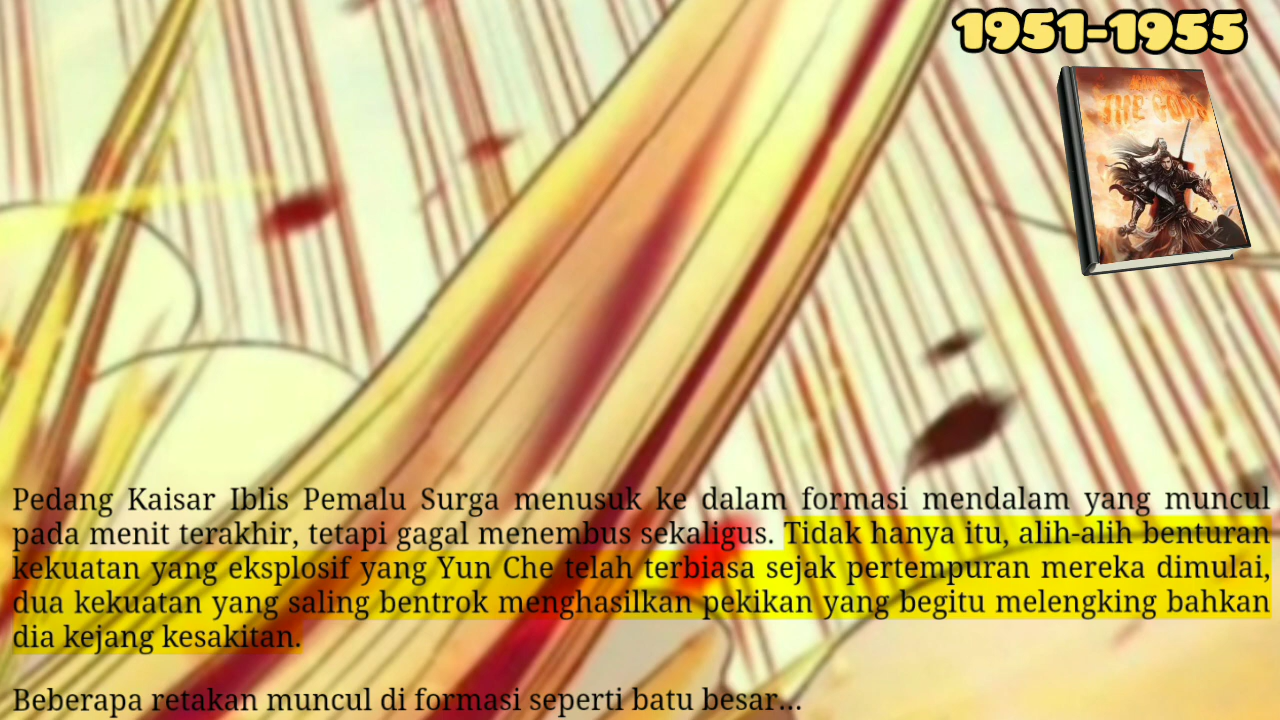 1951-1955
AGAINST
THE GODS
Pedang Kaisar Iblis Pemalu Surga menusuk ke dalam formasi mendalam yang muncul
pada menit terakhir, tetapi gagal menembus sekaligus. Tidak hanya itu, alih-alih benturan
kekuatan yang eksplosif yang Yun Che telah terbiasa sejak pertempuran mereka dimulai,
dua kekuatan yang saling bentrok menghasilkan pekikan yang begitu melengking bahkan
dia kejang kesakitan.
Beberapa retakan muncul di formasi seperti batu besar...